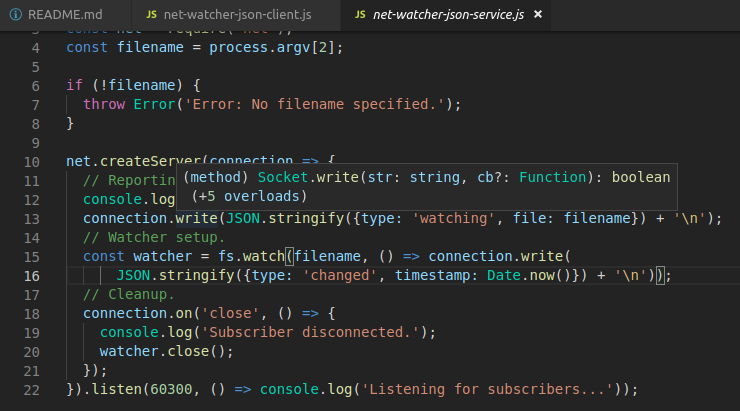 README.md
JS net-watcher-json-client.js
JS net-watcher-json-service.js ×
4 const filename = process.argv[2];
5
6 if (!filename) {
7 throw Error('Error: No filename specified.');
8 }
9
10 net.createServer(connection => {
(method) Socket.write(str: string, cb?: Function): boolean
(+5 overloads)
11 // Reportin
12 console.log
13 connection.write(JSON.stringify({type: 'watching', file: filename}) + '\n');
14 // Watcher setup.
15 const watcher = fs.watch(filename, () => connection.write(
16 JSON.stringify({type: 'changed', timestamp: Date.now()}) + '\n'));
17 // Cleanup.
18 connection.on('close', () => {
19 console.log('Subscriber disconnected.');
20 watcher.close();
21 });
22 }).listen(60300, () => console.log('Listening for subscribers...'));